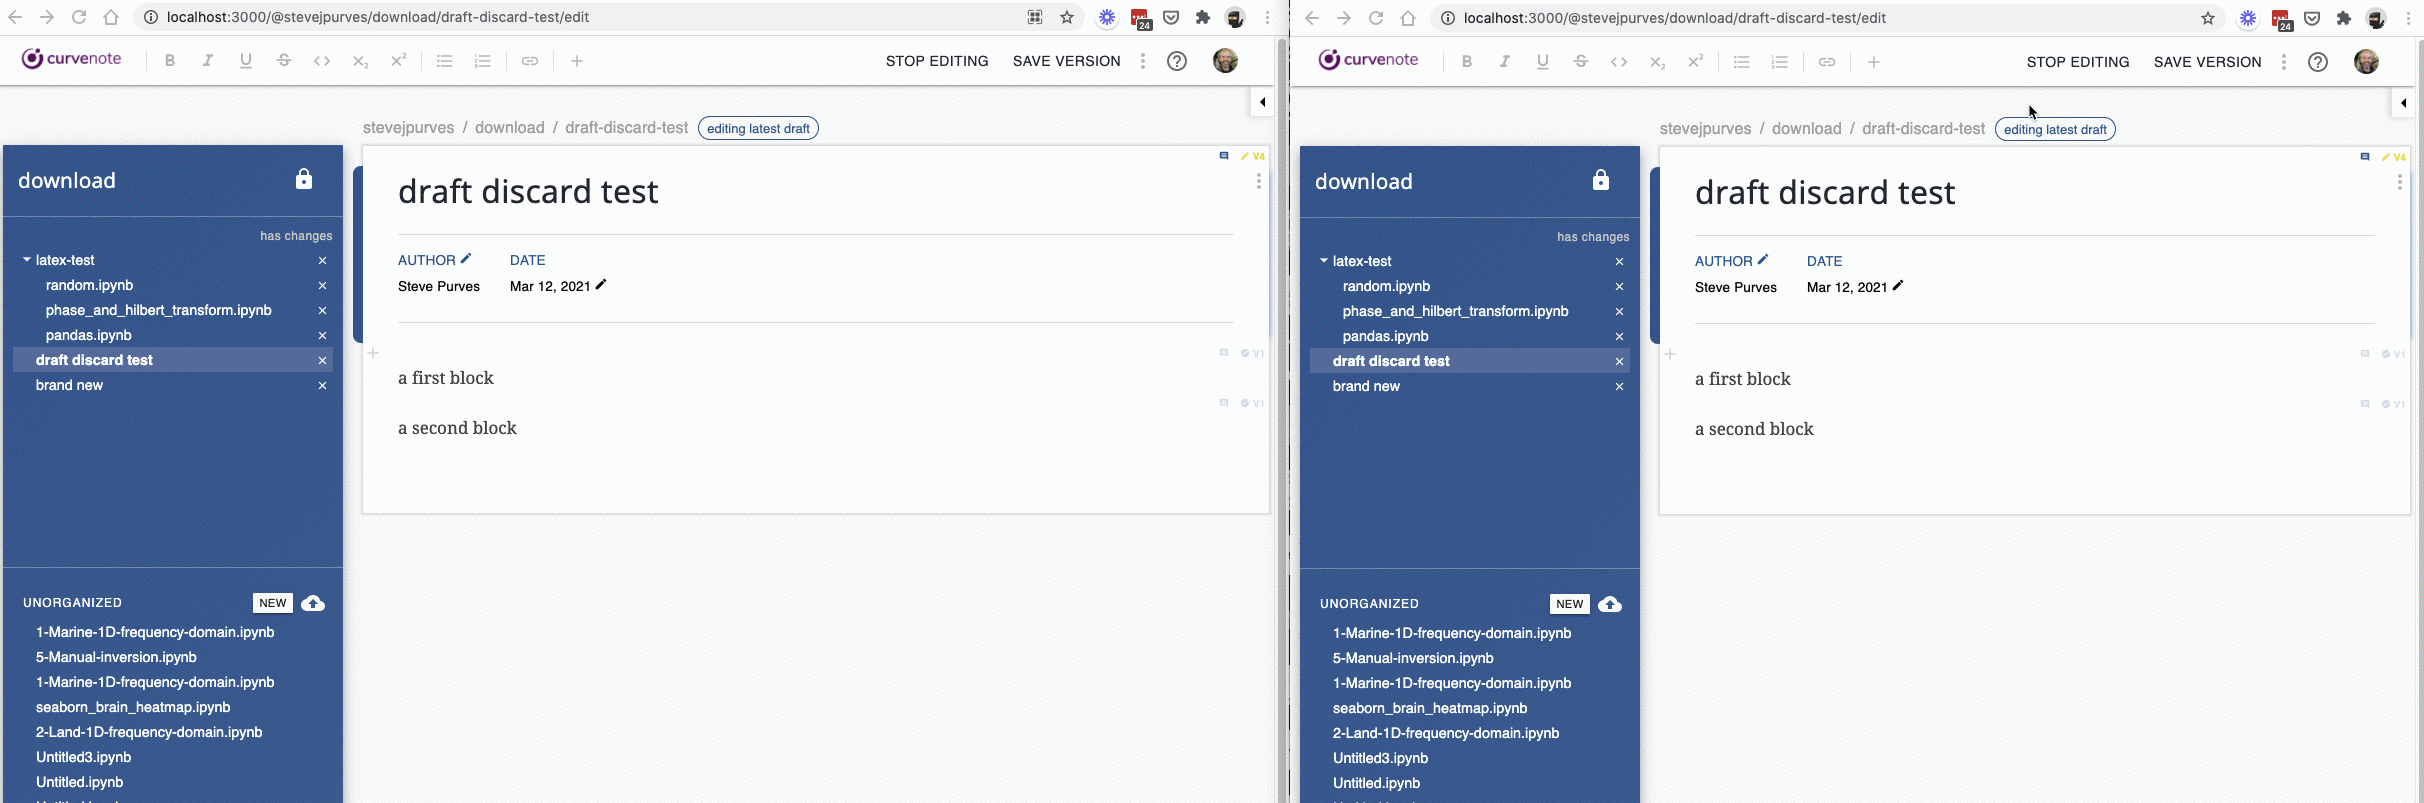 localhost:3000/@stevejpurves/download/draft-discard-test/edit
24
curvenote B I U S <> X₂ X² STOP EDITING SAVE VERSION ?
stevejpurves / download / draft-discard-test editing latest draft
download
V4
draft discard test
has changes
AUTHOR DATE
Steve Purves Mar 12, 2021
latex-test ×
random.ipynb ×
phase_and_hilbert_transform.ipynb ×
pandas.ipynb ×
draft discard test ×
brand new ×
V1
a first block
V1
a second block
UNORGANIZED NEW
1-Marine-1D-frequency-domain.ipynb
5-Manual-inversion.ipynb
1-Marine-1D-frequency-domain.ipynb
seaborn_brain_heatmap.ipynb
2-Land-1D-frequency-domain.ipynb
Untitled3.ipynb
Untitled.ipynb
localhost:3000/@stevejpurves/download/draft-discard-test/edit
24
curvenote B I U S <> X₂ X² STOP EDITING SAVE VERSION ?
stevejpurves / download / draft-discard-test editing latest draft
download
V4
draft discard test
has changes
AUTHOR DATE
Steve Purves Mar 12, 2021
latex-test ×
random.ipynb ×
phase_and_hilbert_transform.ipynb ×
pandas.ipynb ×
draft discard test ×
brand new ×
V1
a first block
V1
a second block
UNORGANIZED NEW
1-Marine-1D-frequency-domain.ipynb
5-Manual-inversion.ipynb
1-Marine-1D-frequency-domain.ipynb
seaborn_brain_heatmap.ipynb
2-Land-1D-frequency-domain.ipynb
Untitled3.ipynb
Untitled.ipynb